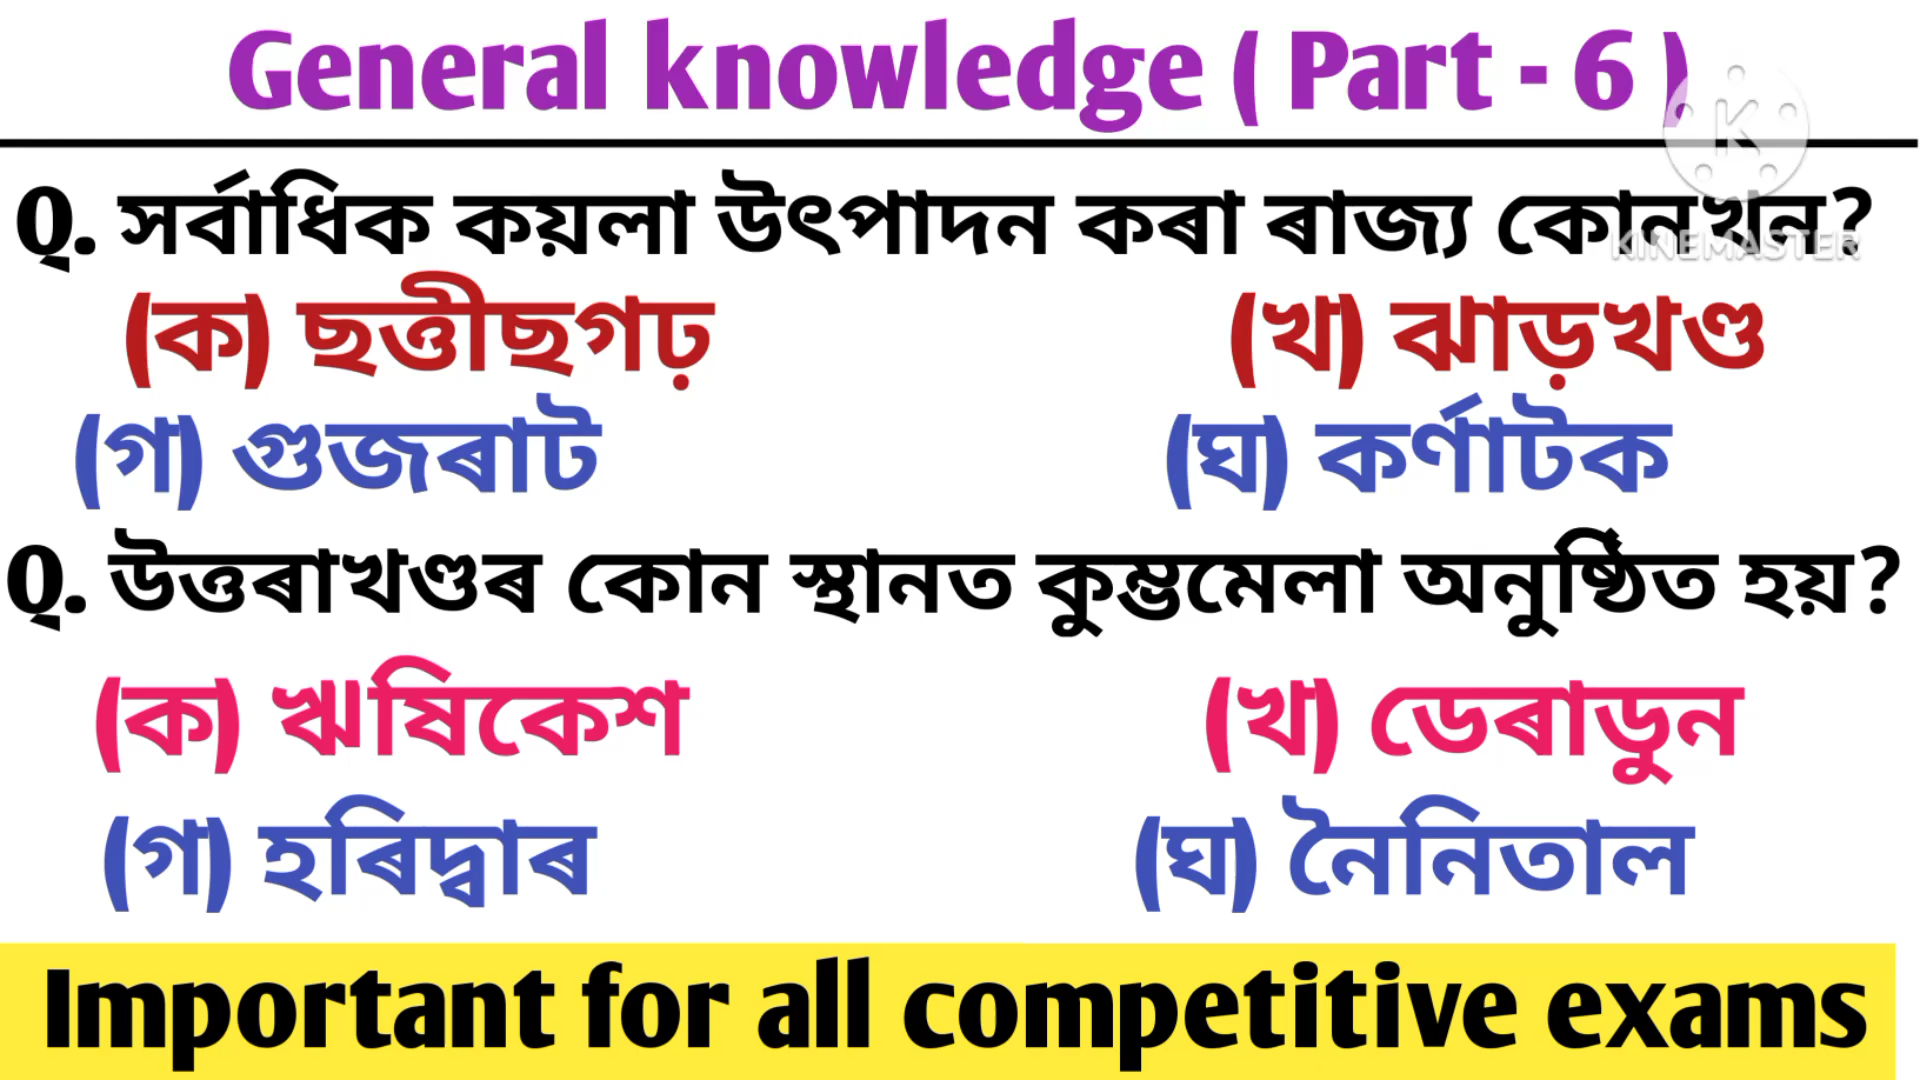 General knowledge ( Part - 6 )
Q. সৰ্বাধিক কয়লা উৎপাদন কৰা ৰাজ্য কোনখন?
KINEMASTER
(ক) ছত্তীছগঢ় (খ) ঝাড়খণ্ড
(গ) গুজৰাট (ঘ) কৰ্ণাটক
Q. উত্তৰাখণ্ডৰ কোন স্থানত কুম্ভমেলা অনুষ্ঠিত হয়?
(ক) ঋষিকেশ (খ) ডেৰাডুন
(গ) হৰিদ্বাৰ (ঘ) নৈনিতাল
Important for all competitive exams